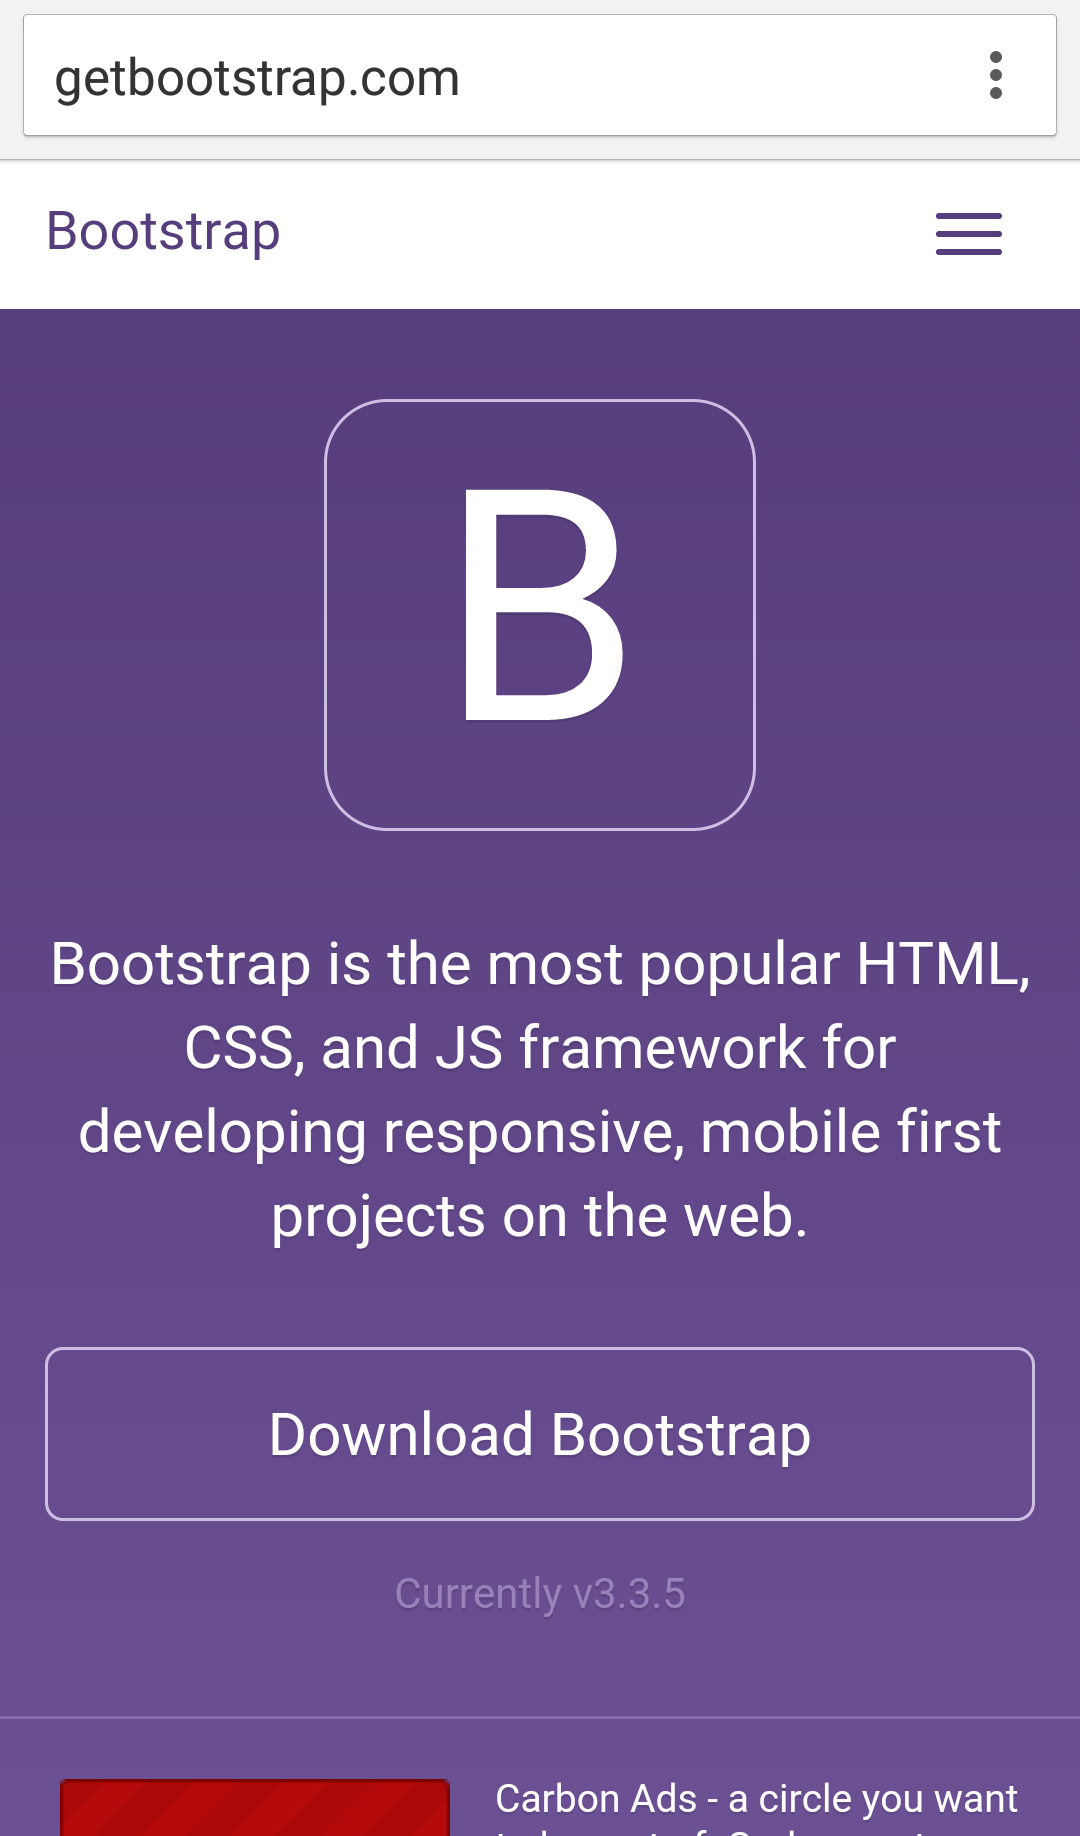 getbootstrap.com
Bootstrap
B
Bootstrap is the most popular HTML,
CSS, and JS framework for
developing responsive, mobile first
projects on the web.
Download Bootstrap
Currently v3.3.5
Carbon Ads - a circle you want